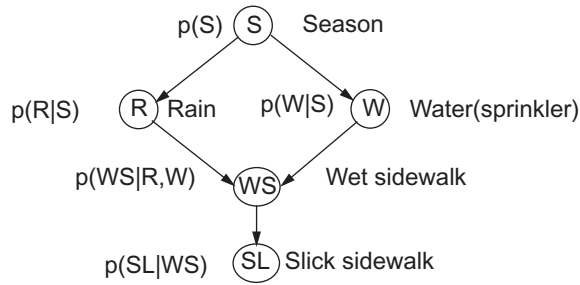 p(S) S Season
p(R|S) R Rain p(W|S) W Water(sprinkler)
p(WS|R,W) WS Wet sidewalk
p(SL|WS) SL Slick sidewalk